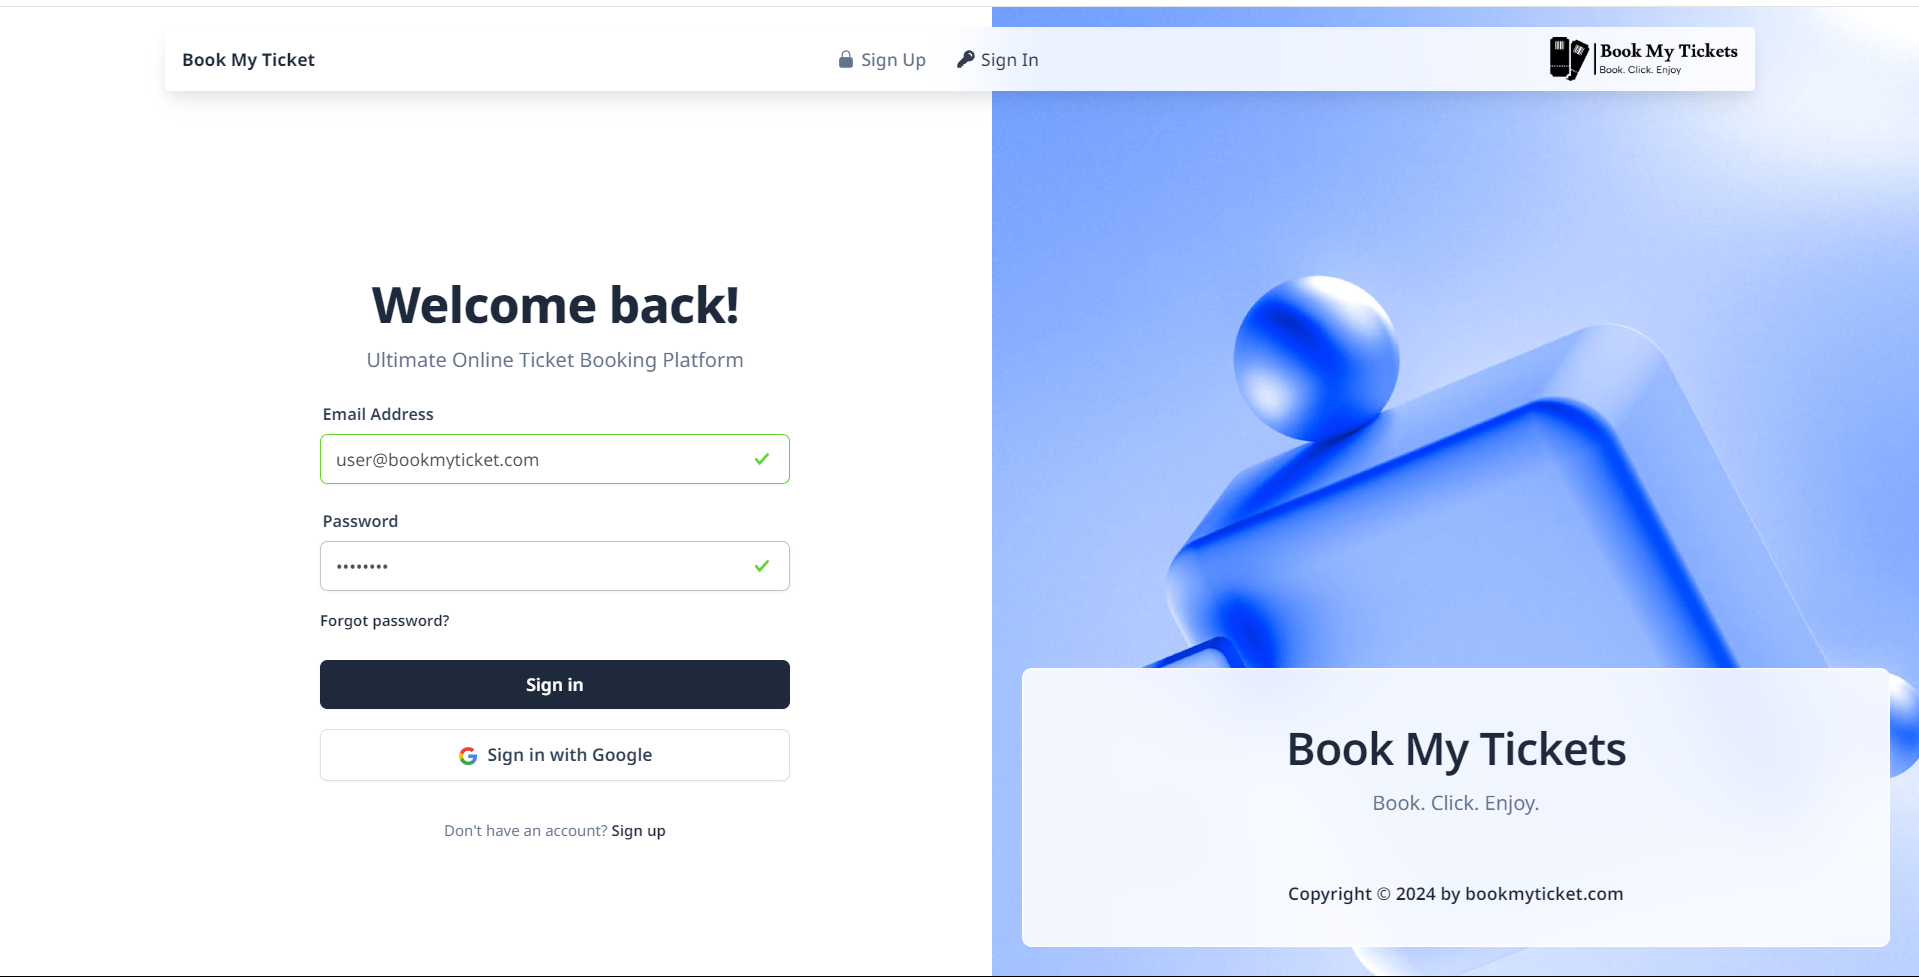 Book My Ticket
Sign Up
Sign In
Book My Tickets
Book. Click. Enjoy
Welcome back!
Ultimate Online Ticket Booking Platform
Email Address
user@bookmyticket.com
Password
••••••••
Forgot password?
Sign in
Sign in with Google
Don't have an account? Sign up
Book My Tickets
Book. Click. Enjoy.
Copyright © 2024 by bookmyticket.com